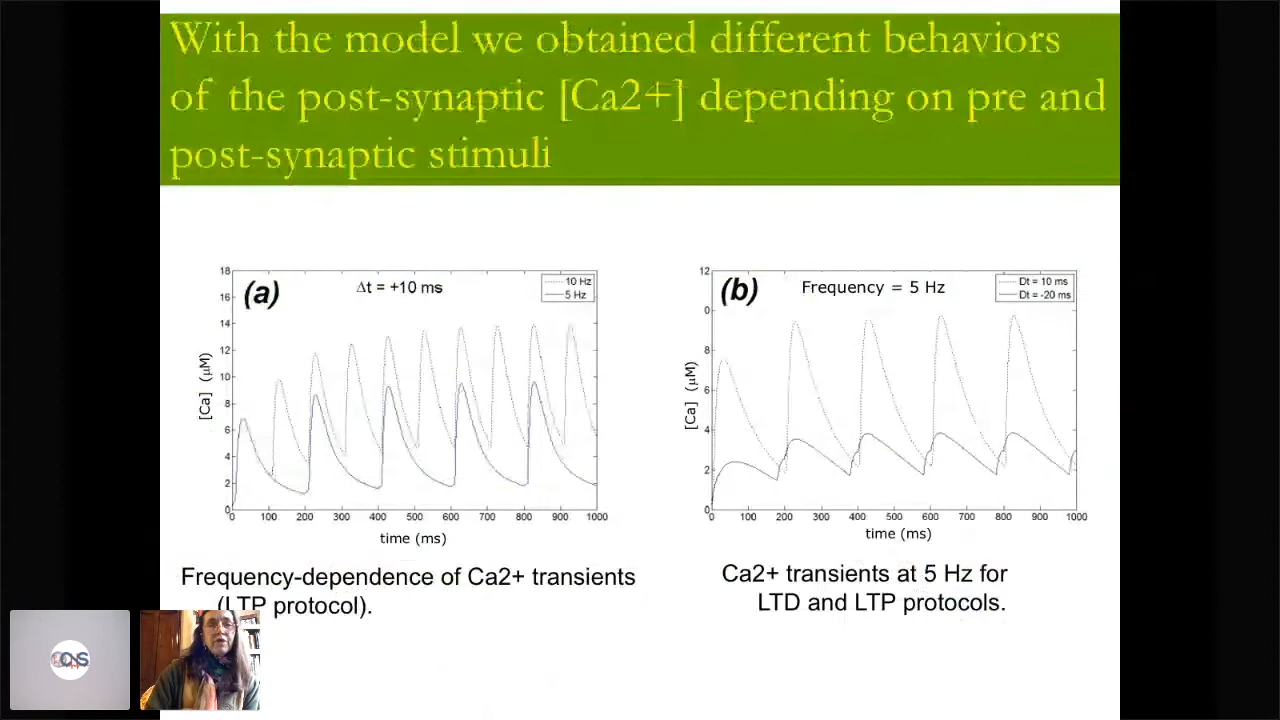 With the model we obtained different behaviors
of the post-synaptic [Ca2+] depending on pre and
post-synaptic stimuli
(a)
Δt = +10 ms
10 Hz
5 Hz
18
16
14
12
10
8
6
4
2
0
[Ca] (μM)
0 100 200 300 400 500 600 700 800 900 1000
time (ms)
Frequency-dependence of Ca2+ transients
(LTP protocol).
(b)
Frequency = 5 Hz
Dt = 10 ms
Dt = -20 ms
12
0
8
6
4
2
0
[Ca] (μM)
0 100 200 300 400 500 600 700 800 900 1000
time (ms)
Ca2+ transients at 5 Hz for
LTD and LTP protocols.